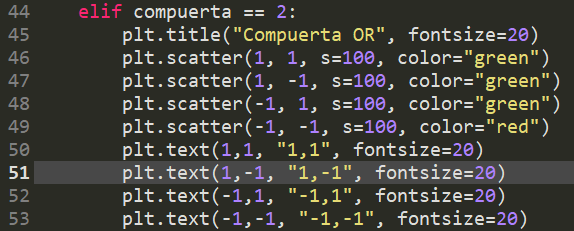 44 elif compuerta == 2:
45 plt.title("Compuerta OR", fontsize=20)
46 plt.scatter(1, 1, s=100, color="green")
47 plt.scatter(1, -1, s=100, color="green")
48 plt.scatter(-1, 1, s=100, color="green")
49 plt.scatter(-1, -1, s=100, color="red")
50 plt.text(1,1, "1,1", fontsize=20)
51 plt.text(1,-1, "1,-1", fontsize=20)
52 plt.text(-1,1, "-1,1", fontsize=20)
53 plt.text(-1,-1, "-1,-1", fontsize=20)